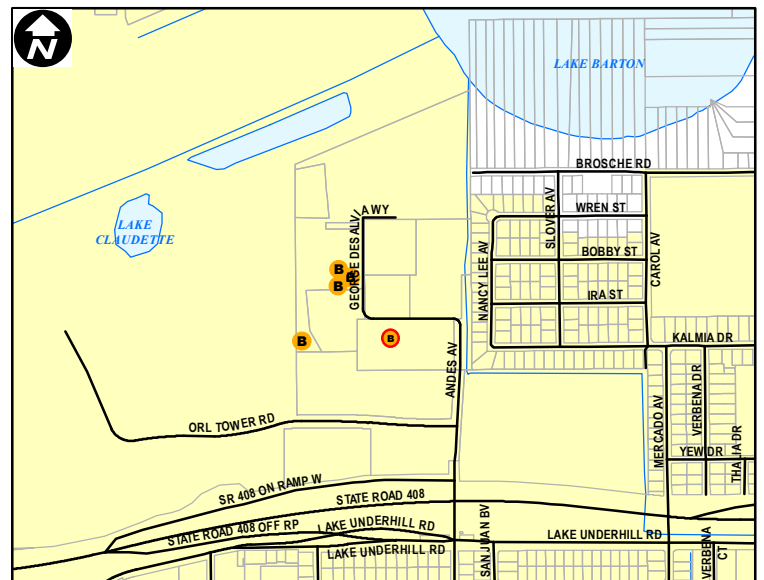 N
LAKE BARTON
BROSCHE RD
WREN ST
SLOVER AV
BOBBY ST
CAROL AV
NANCY LEE AV
IRA ST
KALMIA DR
LAKE
CLAUDETTE
A WY
GEORGE DES ALV
B
B
B
B
B
ANDES AV
ORL TOWER RD
MERCADO AV
VERBENA DR
YEW DR
THALIA DR
SR 408 ON RAMP W
STATE ROAD 408
STATE ROAD 408 OFF RP
LAKE UNDERHILL RD
LAKE UNDERHILL RD
LAKE UNDERHILL RD
SAN JUAN BV
VERBENA
CT